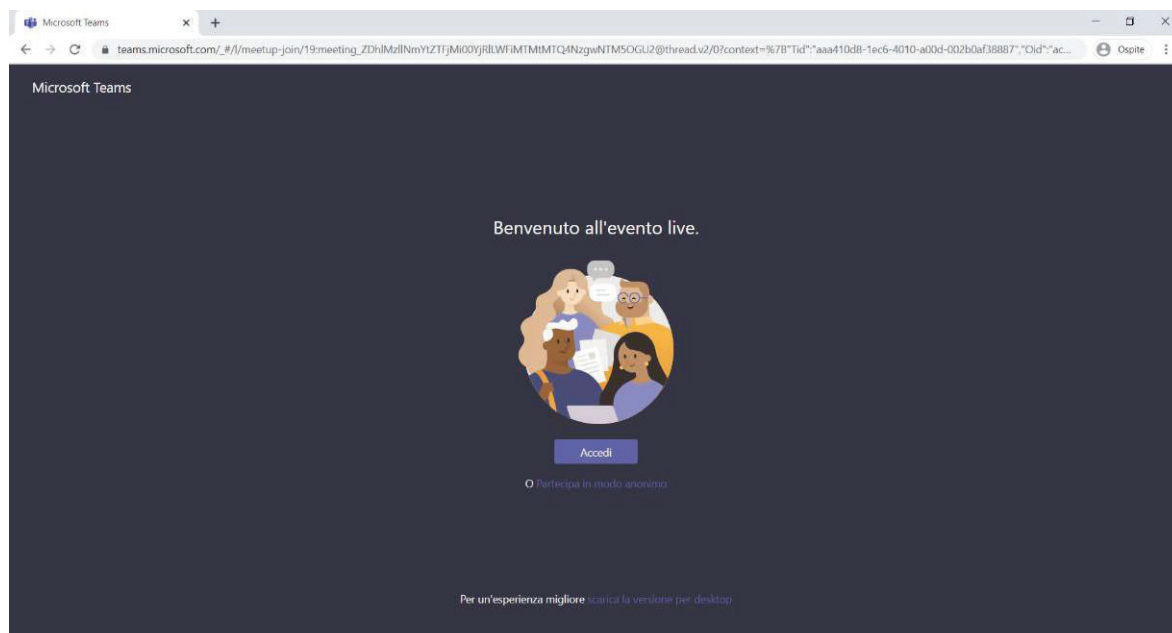 Microsoft Teams
teams.microsoft.com/_#/l/meetup-join/19:meeting_ZDhlMzllNmYtZTFjMi00YjRlLWFiMTMtMTQ4NzgwNTM5OGU2@thread.v2/0?context=%7B"Tid":"aaa410d8-1ec6-4010-a00d-002b0af38887","Oid":"ac...
Ospite
Microsoft Teams
Benvenuto all'evento live.
Accedi
O Partecipa in modo anonimo
Per un'esperienza migliore scarica la versione per desktop